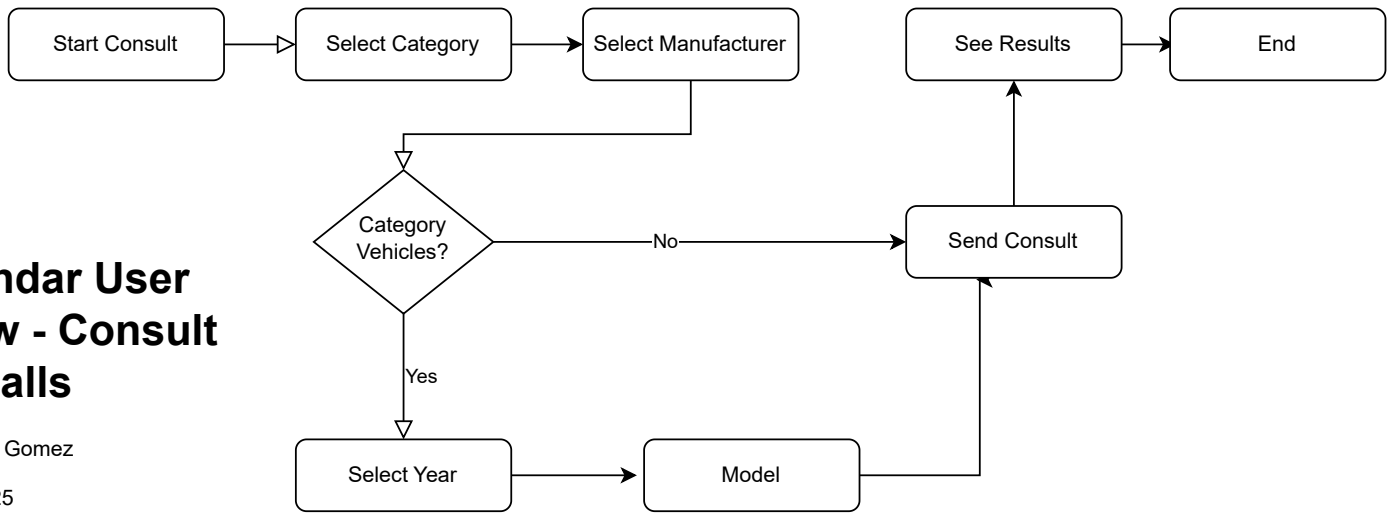 Start Consult
Select Category
Select Manufacturer
See Results
End
Category
Vehicles?
No
Send Consult
ndar User
w - Consult
alls
Yes
Gomez
Select Year
Model
25